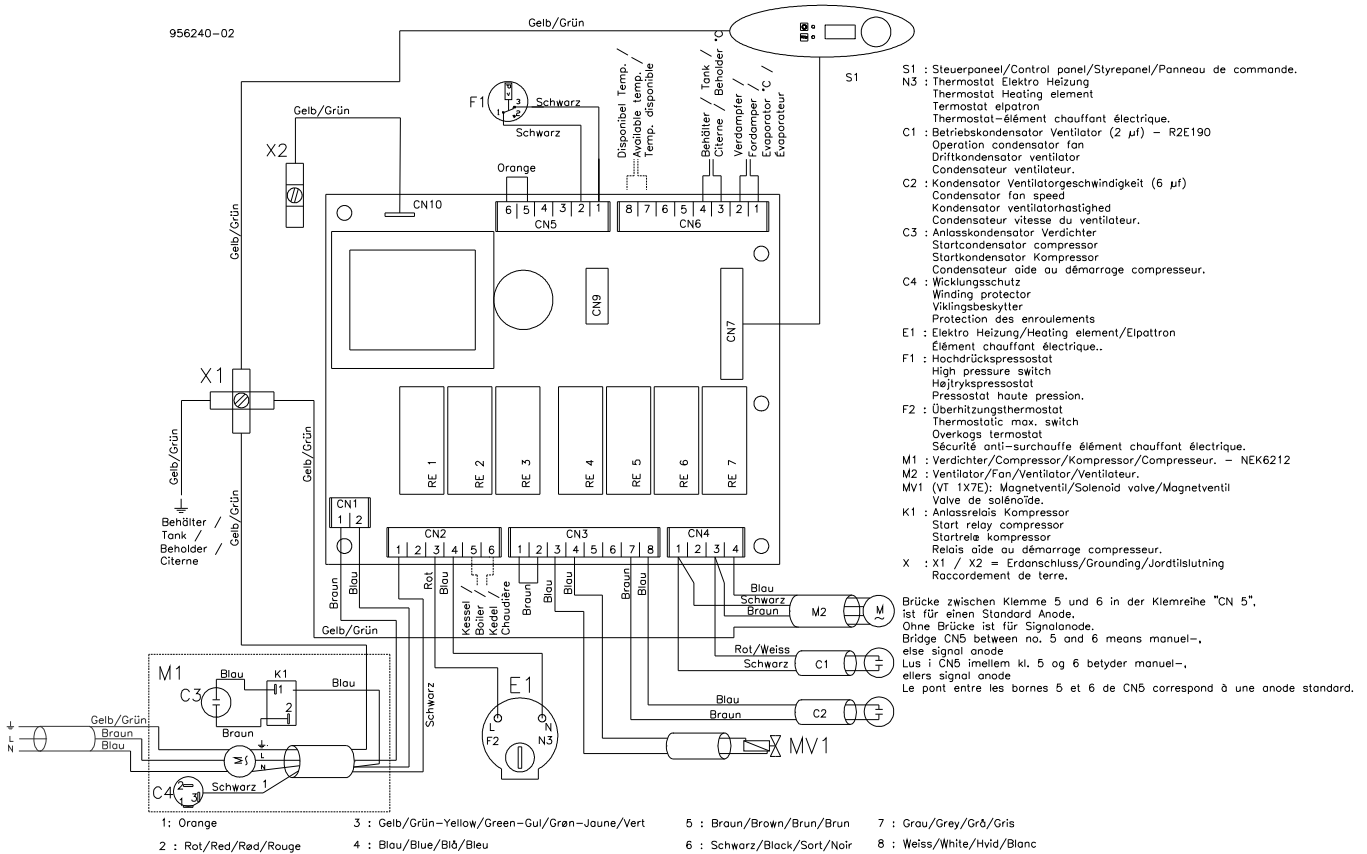 956240-02
Gelb/Grün
S1
F1
3
1
2
Schwarz
Schwarz
Orange
Disponibel Temp. /
Available temp. /
Temp. disponible
Behälter / Tank /
Citerne / Beholder °C
Verdampfer /
Fordamper /
Evaporator °C /
Évaporateur
X2
Gelb/Grün
CN10
6 5 4 3 2 1
CN5
8 7 6 5 4 3 2 1
CN6
Gelb/Grün
CN9
CN7
X1
Gelb/Grün
Gelb/Grün
Gelb/Grün
Behälter /
Tank /
Beholder /
Citerne
RE 1
RE 2
RE 3
RE 4
RE 5
RE 6
RE 7
CN1
1 2
CN2
1 2 3 4 5 6
CN3
1 2 3 4 5 6 7 8
CN4
1 2 3 4
Braun
Blau
Rot
Blau
Kessel /
Boiler /
Kedel /
Chaudière
Braun
Blau
Blau
Braun
Blau
Gelb/Grün
Schwarz
Blau
Schwarz
Braun
M2
M
~
Rot/Weiss
Schwarz
C1
Blau
Braun
C2
MV1
E1
L
N
F2
N3
M1
C3
Blau
K1
1
2
Blau
Braun
L
N
Gelb/Grün
Braun
Blau
L
N
C4
2
1
3
Schwarz 1
S1 : Steuerpaneel/Control panel/Styrepanel/Panneau de commande.
N3 : Thermostat Elektro Heizung
Thermostat Heating element
Termostat elpatron
Thermostat-élément chauffant électrique.
C1 : Betriebskondensator Ventilator (2 µf) - R2E190
Operation condensator fan
Driftkondensator ventilator
Condensateur ventilateur.
C2 : Kondensator Ventilatorgeschwindigkeit (6 µf)
Condensator fan speed
Kondensator ventilatorhastighed
Condensateur vitesse du ventilateur.
C3 : Anlasskondensator Verdichter
Startcondensator compressor
Startkondensator Kompressor
Condensateur aide au démarrage compresseur.
C4 : Wicklungsschutz
Winding protector
Viklingsbeskytter
Protection des enroulements
E1 : Elektro Heizung/Heating element/Elpattron
Élément chauffant électrique..
F1 : Hochdrückspressostat
High pressure switch
Højtrykspressostat
Pressostat haute pression.
F2 : Überhitzungsthermostat
Thermostatic max. switch
Overkogs termostat
Sécurité anti-surchauffe élément chauffant électrique.
M1 : Verdichter/Compressor/Kompressor/Compresseur. - NEK6212
M2 : Ventilator/Fan/Ventilator/Ventilateur.
MV1 (VT 1X7E): Magnetventil/Solenoid valve/Magnetventil
Valve de solénoïde.
K1 : Anlassrelais Kompressor
Start relay compressor
Startrelæ kompressor
Relais aide au démarrage compresseur.
X : X1 / X2 = Erdanschluss/Grounding/Jordtilslutning
Raccordement de terre.
Brücke zwischen Klemme 5 und 6 in der Klemreihe "CN 5",
ist für einen Standard Anode.
Ohne Brücke ist für Signalanode.
Bridge CN5 between no. 5 and 6 means manuel-,
else signal anode
Lus i CN5 imellem kl. 5 og 6 betyder manuel-,
ellers signal anode
Le pont entre les bornes 5 et 6 de CN5 correspond à une anode standard.
1: Orange
2 : Rot/Red/Rød/Rouge
3 : Gelb/Grün-Yellow/Green-Gul/Grøn-Jaune/Vert
4 : Blau/Blue/Blå/Bleu
5 : Braun/Brown/Brun/Brun
6 : Schwarz/Black/Sort/Noir
7 : Grau/Grey/Grå/Gris
8 : Weiss/White/Hvid/Blanc